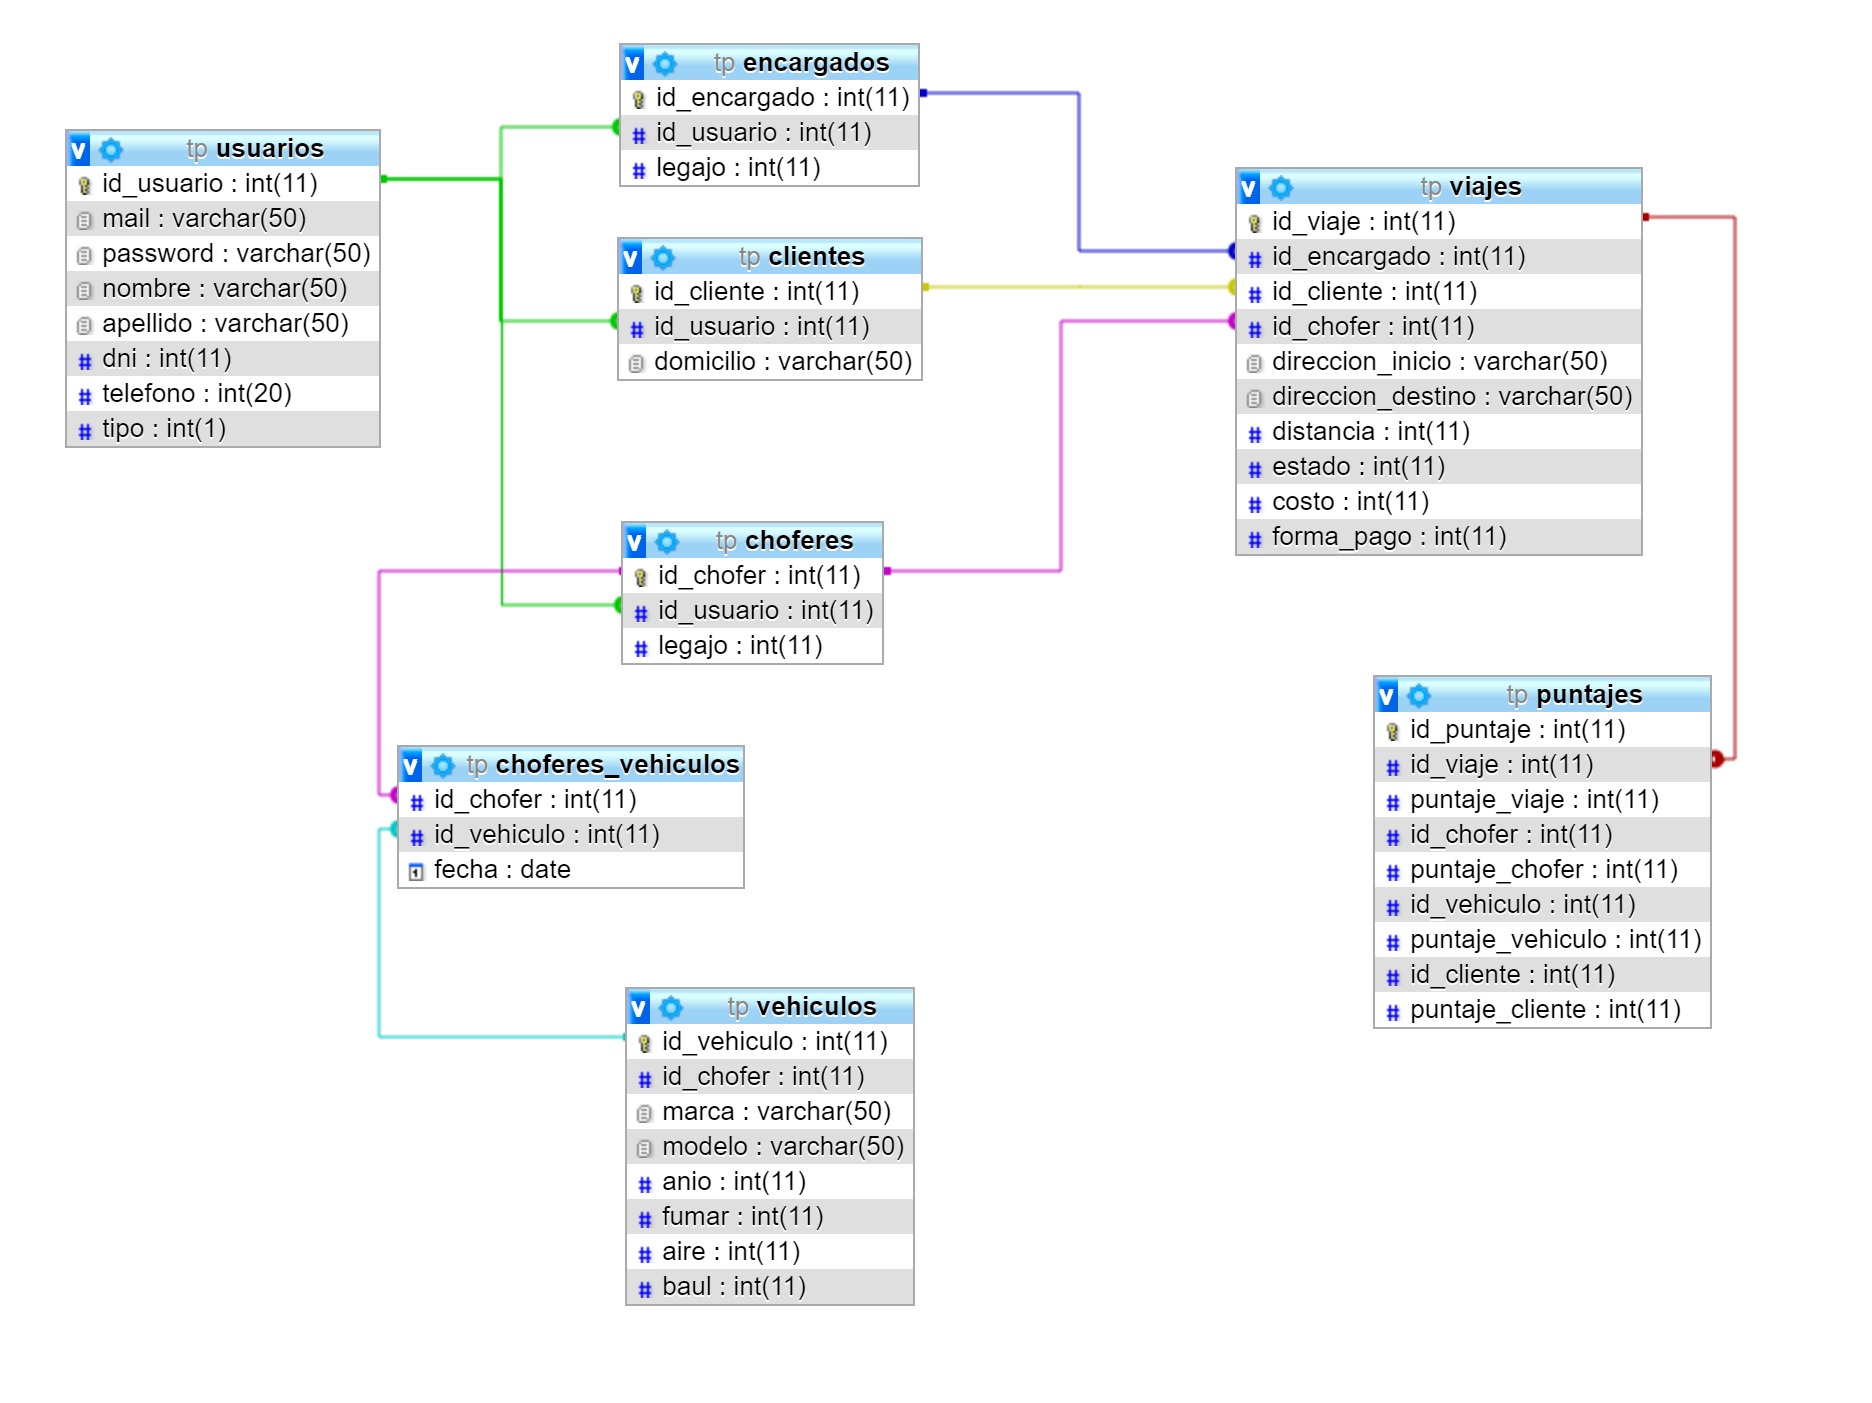 tp usuarios
id_usuario : int(11)
mail : varchar(50)
password : varchar(50)
nombre : varchar(50)
apellido : varchar(50)
dni : int(11)
telefono : int(20)
tipo : int(1)
tp encargados
id_encargado : int(11)
id_usuario : int(11)
legajo : int(11)
tp clientes
id_cliente : int(11)
id_usuario : int(11)
domicilio : varchar(50)
tp choferes
id_chofer : int(11)
id_usuario : int(11)
legajo : int(11)
tp choferes_vehiculos
id_chofer : int(11)
id_vehiculo : int(11)
fecha : date
tp vehiculos
id_vehiculo : int(11)
id_chofer : int(11)
marca : varchar(50)
modelo : varchar(50)
anio : int(11)
fumar : int(11)
aire : int(11)
baul : int(11)
tp viajes
id_viaje : int(11)
id_encargado : int(11)
id_cliente : int(11)
id_chofer : int(11)
direccion_inicio : varchar(50)
direccion_destino : varchar(50)
distancia : int(11)
estado : int(11)
costo : int(11)
forma_pago : int(11)
tp puntajes
id_puntaje : int(11)
id_viaje : int(11)
puntaje_viaje : int(11)
id_chofer : int(11)
puntaje_chofer : int(11)
id_vehiculo : int(11)
puntaje_vehiculo : int(11)
id_cliente : int(11)
puntaje_cliente : int(11)